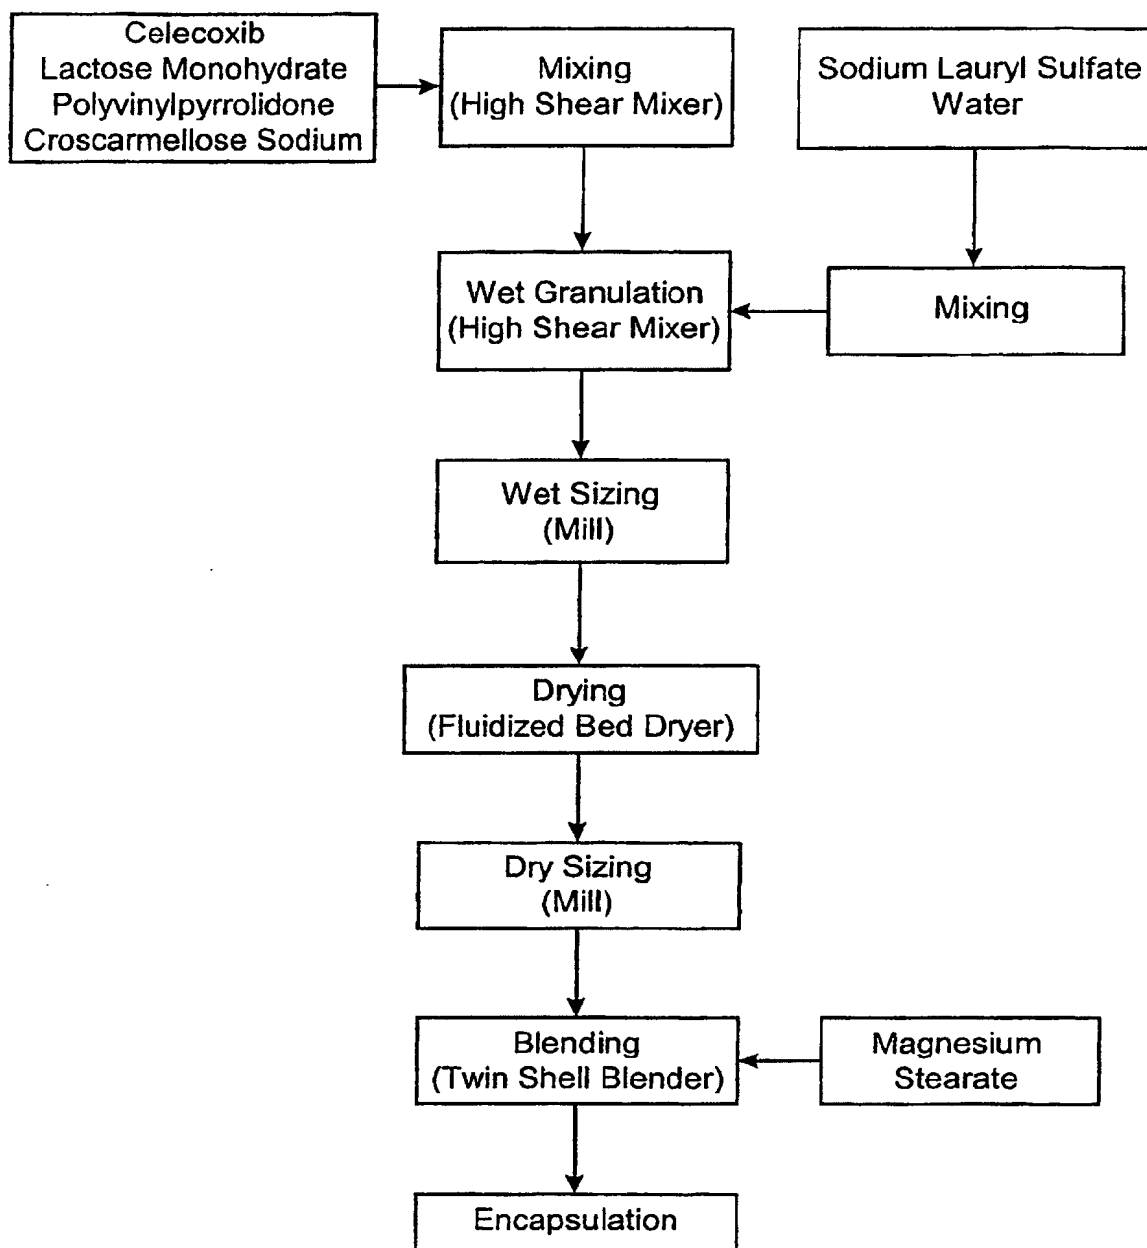 Celecoxib
Lactose Monohydrate
Polyvinylpyrrolidone
Croscarmellose Sodium
Mixing
(High Shear Mixer)
Sodium Lauryl Sulfate
Water
Wet Granulation
(High Shear Mixer)
Mixing
Wet Sizing
(Mill)
Drying
(Fluidized Bed Dryer)
Dry Sizing
(Mill)
Blending
(Twin Shell Blender)
Magnesium
Stearate
Encapsulation